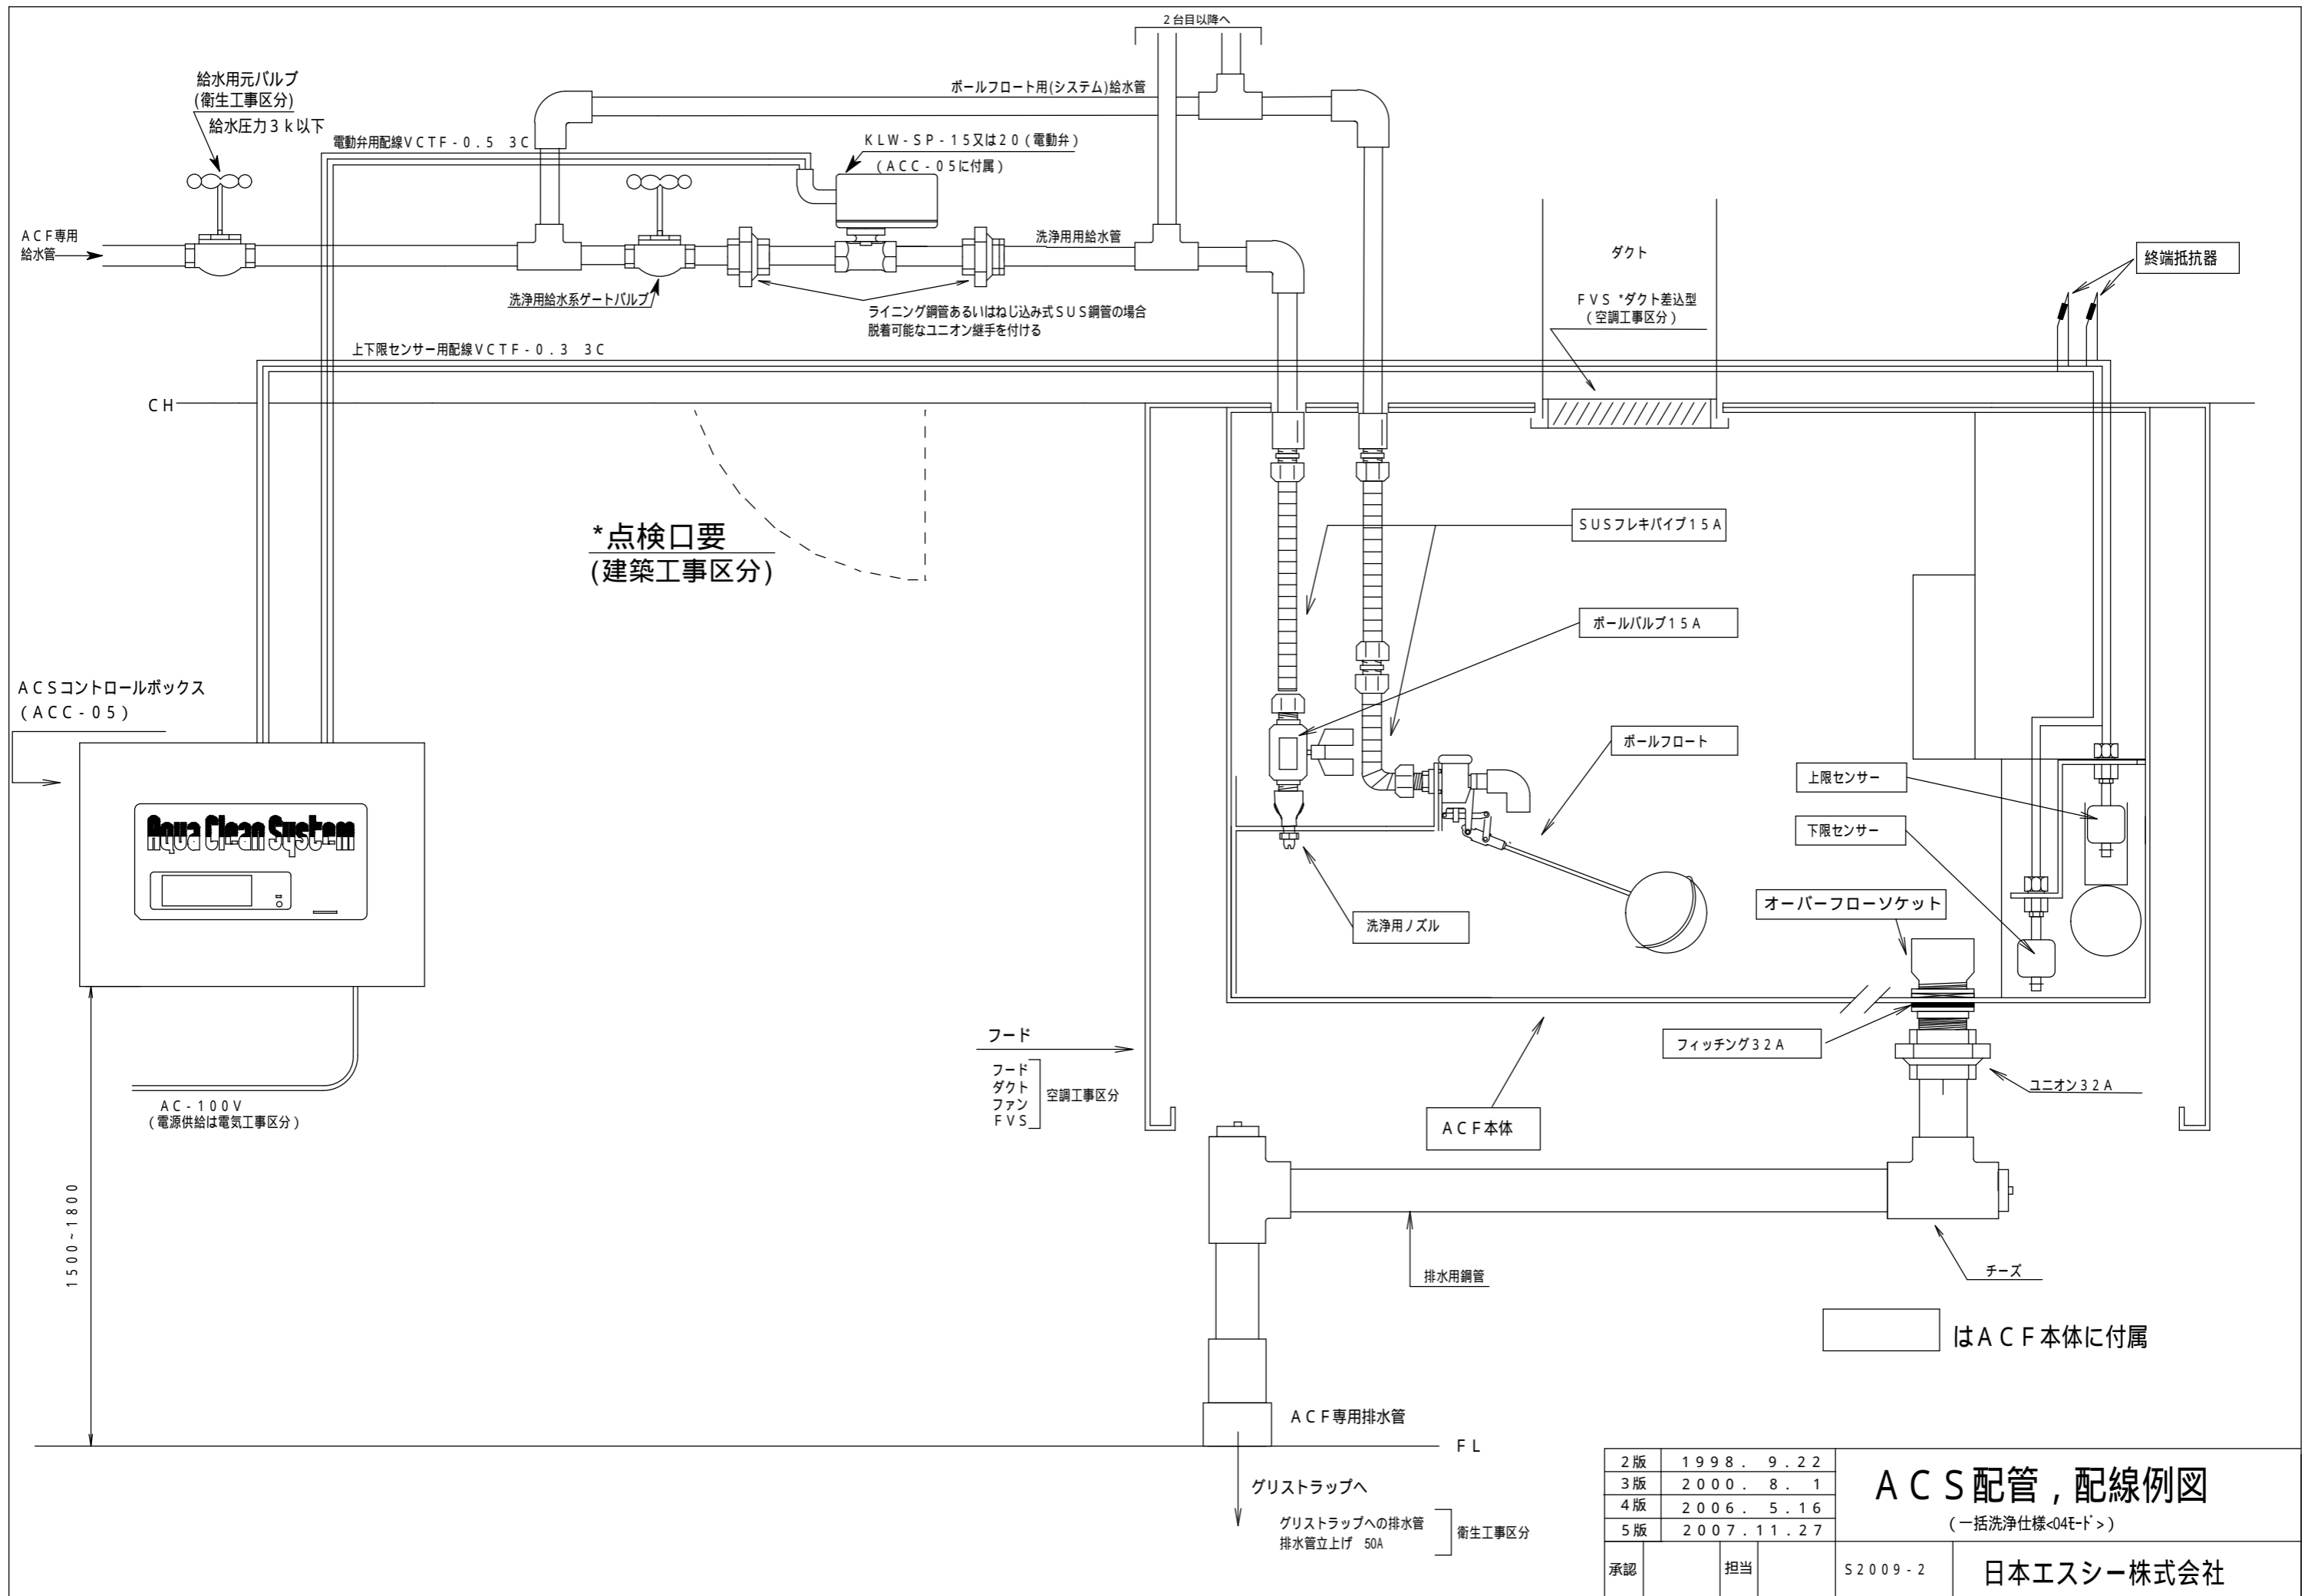 2台目以降へ
給水用元バルブ
(衛生工事区分)
給水圧力3k以下
ボールフロート用(システム)給水管
電動弁用配線VCTF-0.5 3C
KLW-SP-15又は20(電動弁)
(ACC-05に付属)
ACF専用
給水管
洗浄用用給水管
洗浄用給水系ゲートバルブ
ライニング鋼管あるいはねじ込み式SUS鋼管の場合
脱着可能なユニオン継手を付ける
ダクト
FVS *ダクト差込型
(空調工事区分)
終端抵抗器
上下限センサー用配線VCTF-0.3 3C
CH
*点検口要
(建築工事区分)
SUSフレキパイプ15A
ボールバルブ15A
ACSコントロールボックス
(ACC-05)
ボールフロート
上限センサー
下限センサー
Aqua Clean System
オーバーフローソケット
洗浄用ノズル
フード
フィッチング32A
フード
ダクト
ファン
FVS
空調工事区分
ユニオン32A
AC-100V
(電源供給は電気工事区分)
ACF本体
1500~1800
排水用鋼管
チーズ
はACF本体に付属
ACF専用排水管
FL
グリストラップへ
グリストラップへの排水管
排水管立上げ 50A
衛生工事区分
2版 1998. 9.22
3版 2000. 8. 1
4版 2006. 5.16
5版 2007.11.27
ACS配管,配線例図
(一括洗浄仕様<04ﾓｰﾄﾞ>)
承認 担当 S2009-2 日本エスシー株式会社